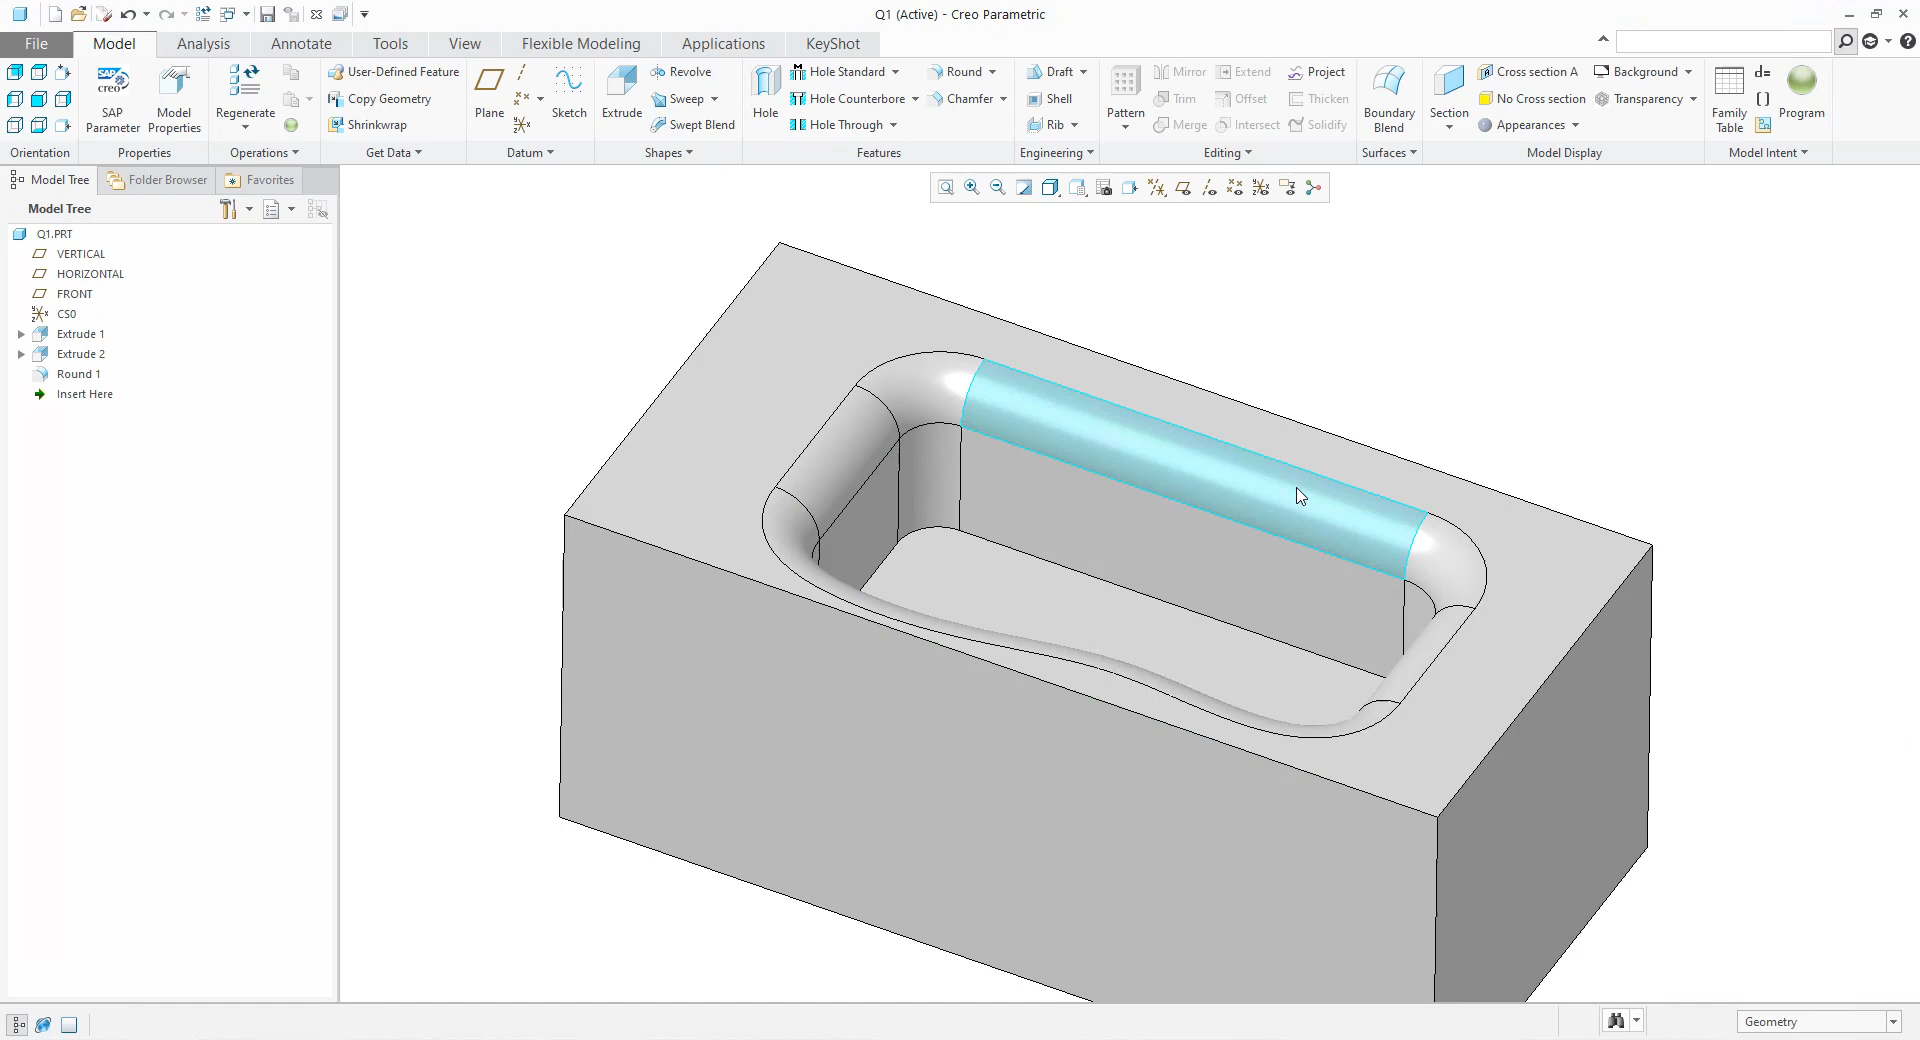 Q1 (Active) - Creo Parametric
File Model Analysis Annotate Tools View Flexible Modeling Applications KeyShot
SAP creo
SAP Parameter
Model Properties
Orientation
Properties
Regenerate
Operations
User-Defined Feature
Copy Geometry
Shrinkwrap
Get Data
Plane
Sketch
Datum
Extrude
Revolve
Sweep
Swept Blend
Shapes
Hole
Hole Standard
Hole Counterbore
Hole Through
Round
Chamfer
Features
Draft
Shell
Rib
Engineering
Pattern
Mirror
Trim
Merge
Extend
Offset
Intersect
Project
Thicken
Solidify
Editing
Boundary Blend
Surfaces
Section
Cross section A
No Cross section
Appearances
Background
Transparency
Model Display
Family Table
d=
[ ]
Program
Model Intent
Model Tree Folder Browser Favorites
Model Tree
Q1.PRT
VERTICAL
HORIZONTAL
FRONT
CS0
Extrude 1
Extrude 2
Round 1
Insert Here
Geometry